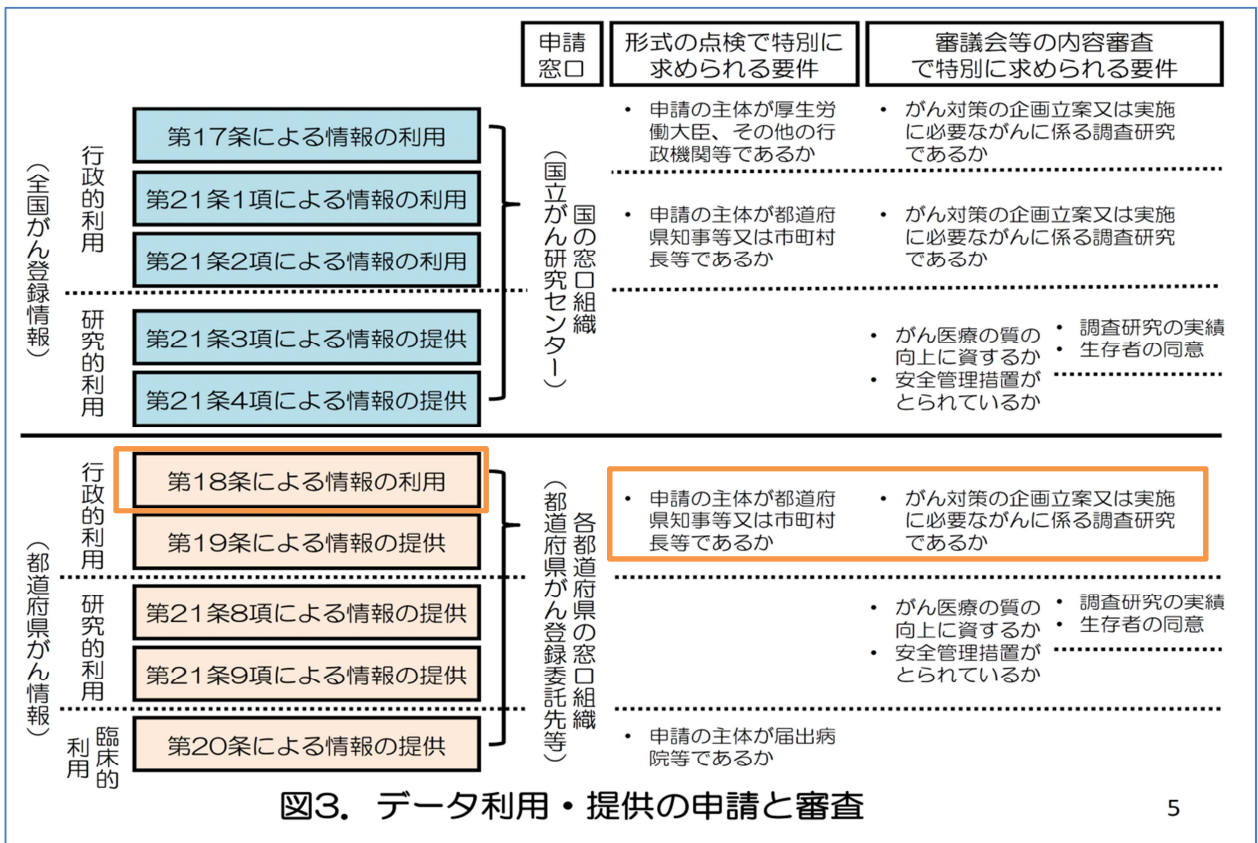 申請
窓口
形式の点検で特別に
求められる要件
審議会等の内容審査
で特別に求められる要件
(全国がん登録情報)
行政的利用
第17条による情報の利用
第21条1項による情報の利用
第21条2項による情報の利用
研究的利用
第21条3項による情報の提供
第21条4項による情報の提供
国の窓口組織
(国立がん研究センター)
• 申請の主体が厚生労
働大臣、その他の行
政機関等であるか
• がん対策の企画立案又は実施
に必要ながんに係る調査研究
であるか
• 申請の主体が都道府
県知事等又は市町村
長等であるか
• がん対策の企画立案又は実施
に必要ながんに係る調査研究
であるか
• がん医療の質の
向上に資するか
• 安全管理措置が
とられているか
• 調査研究の実績
• 生存者の同意
(都道府県がん情報)
行政的利用
第18条による情報の利用
第19条による情報の提供
研究的利用
第21条8項による情報の提供
第21条9項による情報の提供
臨床的
利用
第20条による情報の提供
各都道府県の窓口組織
(都道府県がん登録委託先等)
• 申請の主体が都道府
県知事等又は市町村
長等であるか
• がん対策の企画立案又は実施
に必要ながんに係る調査研究
であるか
• がん医療の質の
向上に資するか
• 安全管理措置が
とられているか
• 調査研究の実績
• 生存者の同意
• 申請の主体が届出病
院等であるか
図3. データ利用・提供の申請と審査
5